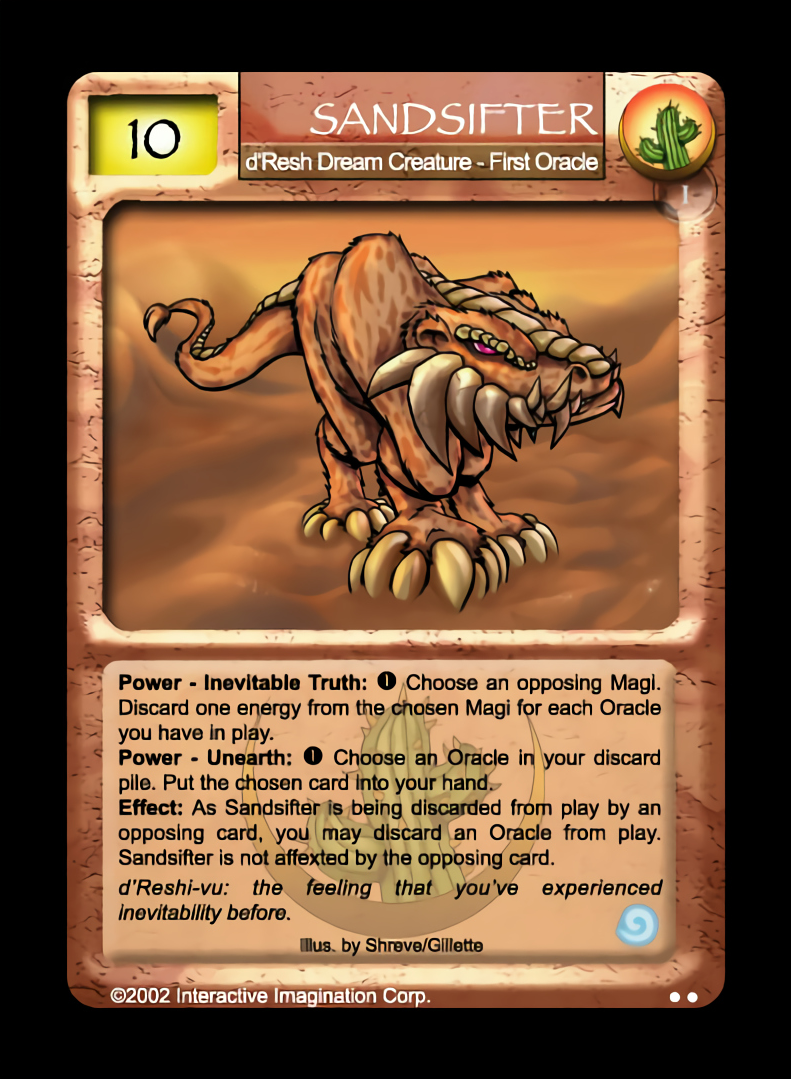 10
SANDSIFTER
d'Resh Dream Creature - First Oracle
I
Power - Inevitable Truth: ❶ Choose an opposing Magi.
Discard one energy from the chosen Magi for each Oracle
you have in play.
Power - Unearth: ❶ Choose an Oracle in your discard
pile. Put the chosen card into your hand.
Effect: As Sandsifter is being discarded from play by an
opposing card, you may discard an Oracle from play.
Sandsifter is not affexted by the opposing card.
d'Reshi-vu: the feeling that you've experienced
inevitability before.
Illus. by Shreve/Gillette
©2002 Interactive Imagination Corp.